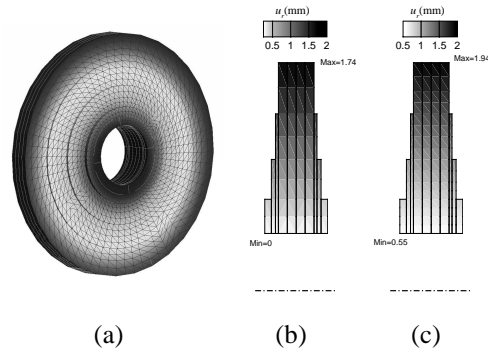 u_r(mm)
0.5 1 1.5 2
Max=1.74
Min=0
u_r(mm)
0.5 1 1.5 2
Max=1.94
Min=0.55
(a) (b) (c)